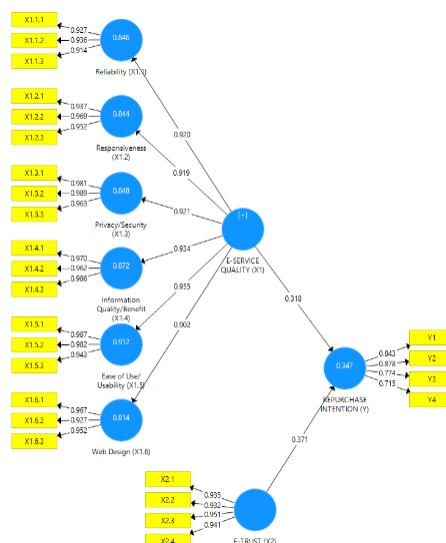 X1.1.1
0.927
X1.1.2
0.936
0.846
X1.1.3
0.914
Reliability (X1.1)
X1.2.1
0.937
X1.2.2
0.969
0.844
X1.2.3
0.952
Responsiveness
(X1.2)
0.920
0.919
X1.3.1
0.981
X1.3.2
0.989
0.848
X1.3.3
0.963
Privacy/Security
(X1.3)
0.921
[+]
E-SERVICE
QUALITY (X1)
X1.4.1
0.970
X1.4.2
0.962
0.872
X1.4.3
0.986
Information
Quality/Benefit
(X1.4)
0.934
0.318
X1.5.1
0.987
X1.5.2
0.982
0.912
X1.5.3
0.943
Ease of Use/
Usability (X1.5)
0.955
0.902
X1.6.1
0.967
X1.6.2
0.927
0.814
X1.6.3
0.952
Web Design (X1.6)
0.347
REPURCHASE
INTENTION (Y)
0.843
Y1
0.878
Y2
0.774
Y3
0.715
Y4
0.371
X2.1
0.935
X2.2
0.932
X2.3
0.951
X2.4
0.941
E-TRUST (X2)